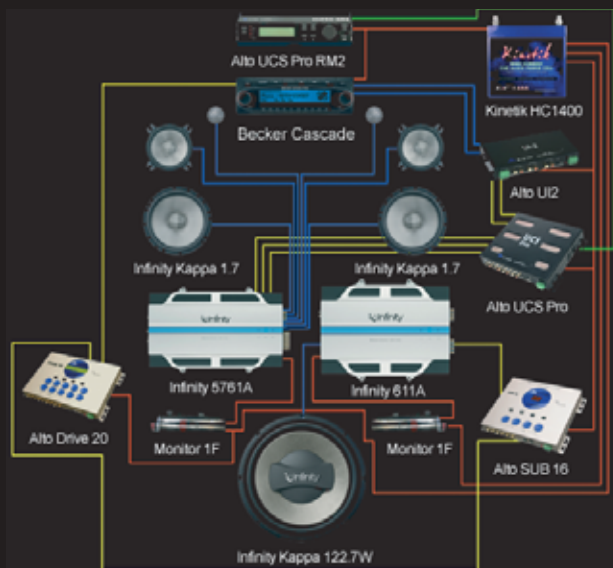 Alto UCS Pro RM2
Kinetik
Kinetik HC1400
Becker Cascade
Alto UI2
Infinity Kappa 1.7
Infinity Kappa 1.7
Alto UCS Pro
Infinity
Infinity
Infinity 5761A
Infinity 611A
Alto Drive 20
Monitor 1F
Monitor 1F
Alto SUB 16
Infinity
Infinity Kappa 122.7W